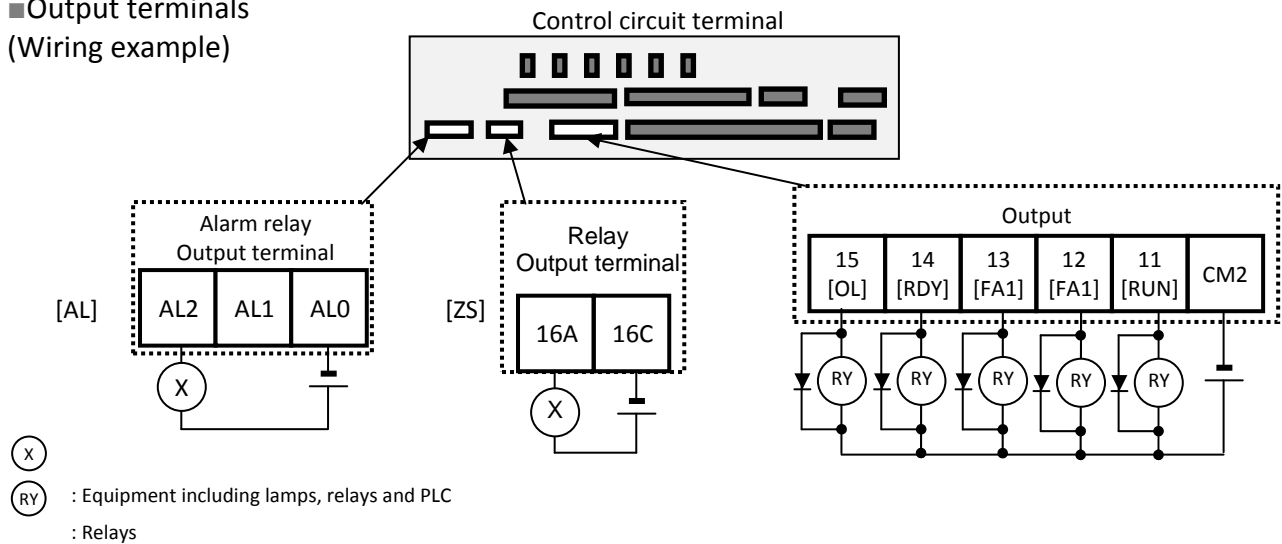 ■Output terminals
(Wiring example)
Control circuit terminal
Alarm relay
Output terminal
[AL]
AL2 AL1 AL0
X
Relay
Output terminal
[ZS]
16A 16C
X
Output
15 [OL]
14 [RDY]
13 [FA1]
12 [FA1]
11 [RUN]
CM2
RY RY RY RY RY
X
RY : Equipment including lamps, relays and PLC
: Relays